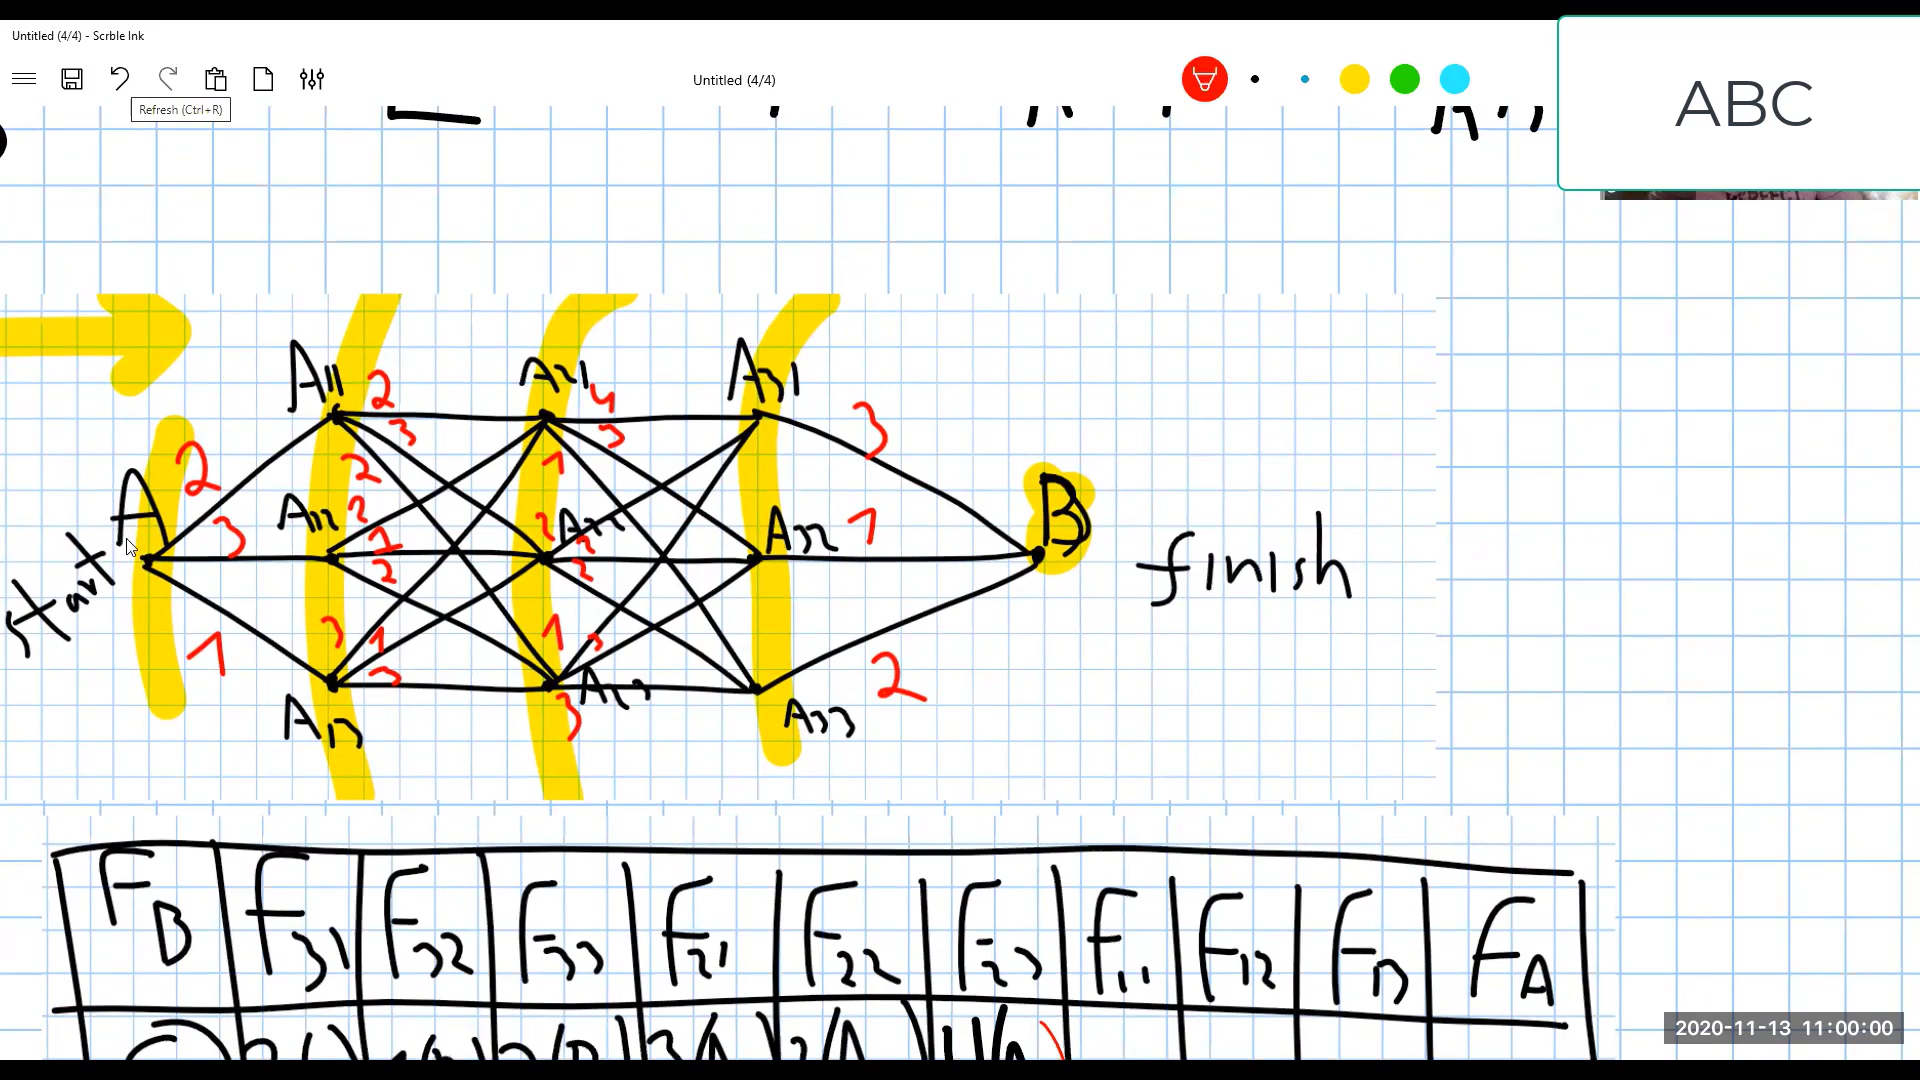 Untitled (4/4) - Scrble Ink
Untitled (4/4)
ABC
Refresh (Ctrl+R)
A11 A21 A31
2 4
3 3 3
2 2 1
A B
start 3 A12 2 2 A22 A32 1 finish
1 2
2 2
1 3 1 1 3 2
3
A13 A23 A33
3
F_B F_31 F_32 F_33 F_21 F_22 F_23 F_11 F_12 F_13 F_A
2020-11-13 11:00:00